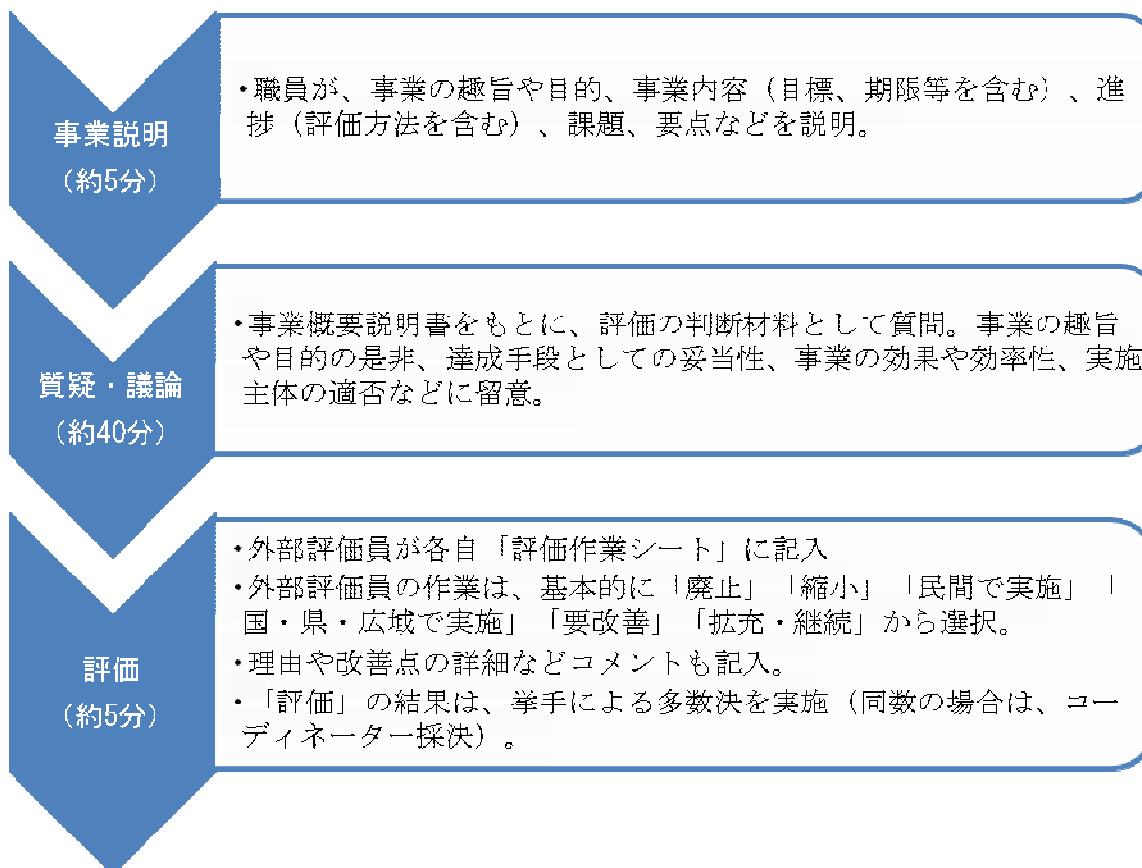 事業説明
(約5分)
・職員が、事業の趣旨や目的、事業内容(目標、期限等を含む)、進
捗(評価方法を含む)、課題、要点などを説明。
質疑・議論
(約40分)
・事業概要説明書をもとに、評価の判断材料として質問。事業の趣旨
や目的の是非、達成手段としての妥当性、事業の効果や効率性、実施
主体の適否などに留意。
評価
(約5分)
・外部評価員が各自「評価作業シート」に記入
・外部評価員の作業は、基本的に「廃止」「縮小」「民間で実施」「
国・県・広域で実施」「要改善」「拡充・継続」から選択。
・理由や改善点の詳細などコメントも記入。
・「評価」の結果は、挙手による多数決を実施(同数の場合は、コー
ディネーター採決)。